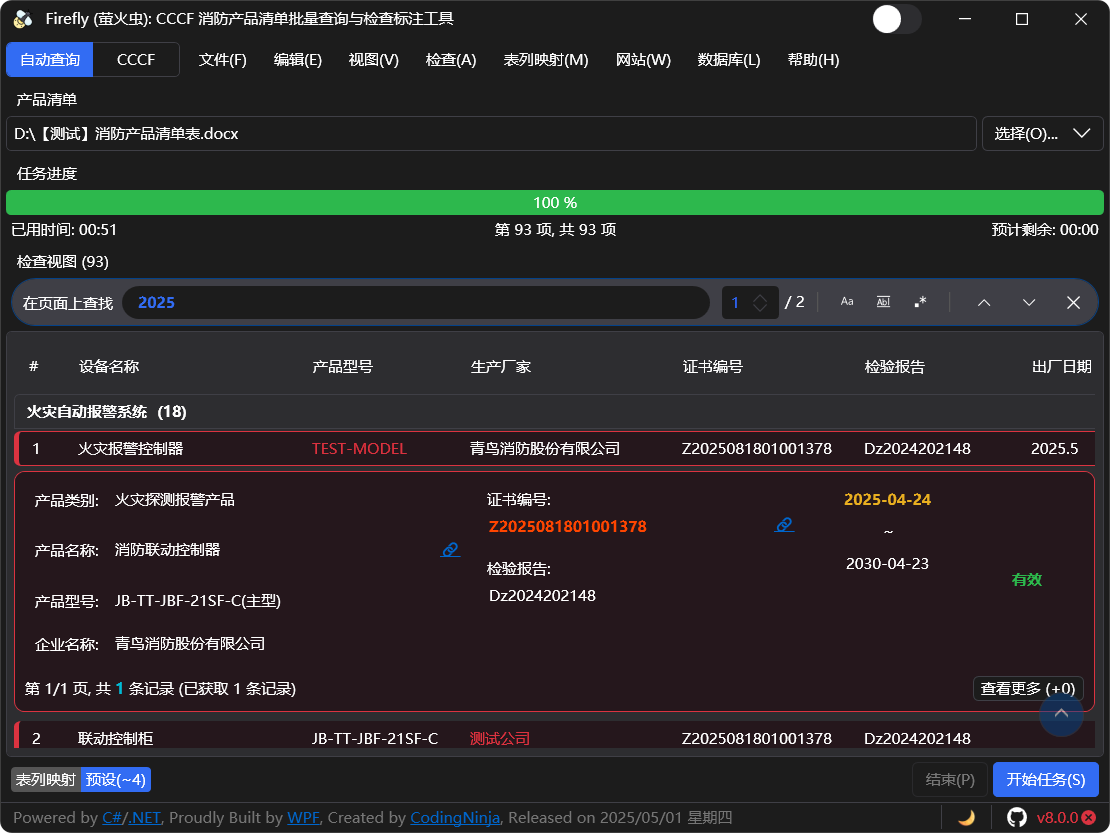 Firefly (萤火虫): CCCF 消防产品清单批量查询与检查标注工具
自动查询 CCCF 文件(F) 编辑(E) 视图(V) 检查(A) 表列映射(M) 网站(W) 数据库(L) 帮助(H)
产品清单
D:\【测试】消防产品清单表.docx 选择(O)...
任务进度
100 %
已用时间: 00:51 第 93 项, 共 93 项 预计剩余: 00:00
检查视图 (93)
在页面上查找 2025 1 / 2 Aa Ab| .*
# 设备名称 产品型号 生产厂家 证书编号 检验报告 出厂日期
火灾自动报警系统 (18)
1 火灾报警控制器 TEST-MODEL 青鸟消防股份有限公司 Z2025081801001378 Dz2024202148 2025.5
产品类别: 火灾探测报警产品 证书编号: 2025-04-24
Z2025081801001378
~
产品名称: 消防联动控制器
检验报告: 2030-04-23
有效
产品型号: JB-TT-JBF-21SF-C(主型) Dz2024202148
企业名称: 青鸟消防股份有限公司
第 1/1 页, 共 1 条记录 (已获取 1 条记录) 查看更多 (+0)
2 联动控制柜 JB-TT-JBF-21SF-C 测试公司 Z2025081801001378 Dz2024202148
表列映射 预设(~4) 结束(P) 开始任务(S)
Powered by C#/.NET, Proudly Built by WPF, Created by CodingNinja, Released on 2025/05/01 星期四 v8.0.0